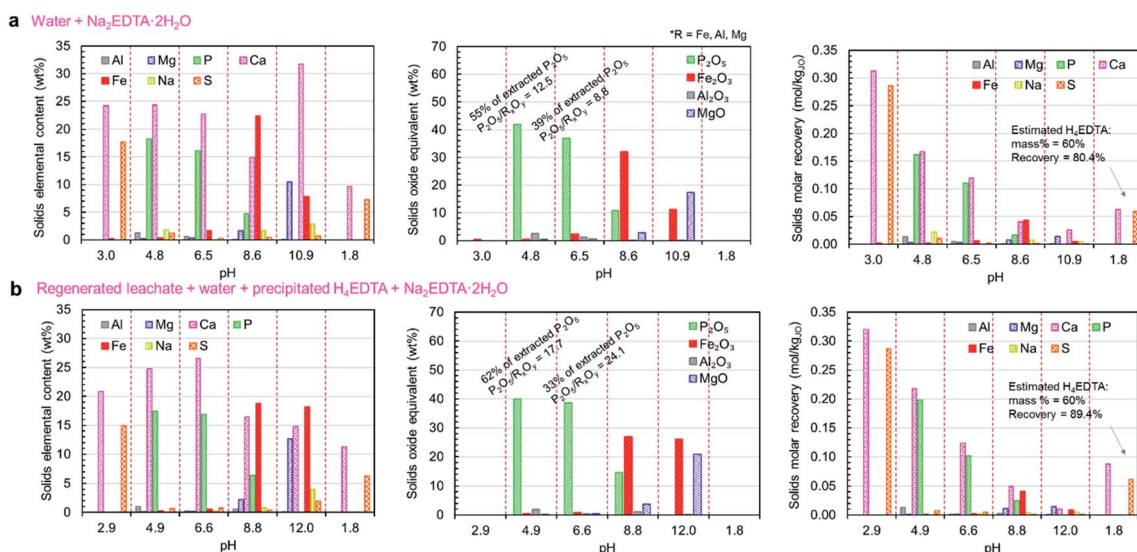 a Water + Na₂EDTA·2H₂O
Solids elemental content (wt%)
35
30
25
20
15
10
5
0
Al Mg P Ca
Fe Na S
3.0 4.8 6.5 8.6 10.9 1.8
pH
*R = Fe, Al, Mg
Solids oxide equivalent (wt%)
70
60
50
40
30
20
10
0
55% of extracted P₂O₅
P₂O₅/RₓOᵧ = 12.5
39% of extracted P₂O₅
P₂O₅/RₓOᵧ = 8.8
P₂O₅
Fe₂O₃
Al₂O₃
MgO
3.0 4.8 6.5 8.6 10.9 1.8
pH
Solids molar recovery (mol/kg_JO)
0.35
0.30
0.25
0.20
0.15
0.10
0.05
0.00
Al Mg P Ca
Fe Na S
Estimated H₄EDTA:
mass% = 60%
Recovery = 80.4%
3.0 4.8 6.5 8.6 10.9 1.8
pH
b Regenerated leachate + water + precipitated H₄EDTA + Na₂EDTA·2H₂O
Solids elemental content (wt%)
35
30
25
20
15
10
5
0
Al Mg Ca P
Fe Na S
2.9 4.9 6.6 8.8 12.0 1.8
pH
Solids oxide equivalent (wt%)
70
60
50
40
30
20
10
0
62% of extracted P₂O₅
P₂O₅/RₓOᵧ = 17.7
33% of extracted P₂O₅
P₂O₅/RₓOᵧ = 24.1
P₂O₅
Fe₂O₃
Al₂O₃
MgO
2.9 4.9 6.6 8.8 12.0 1.8
pH
Solids molar recovery (mol/kg_JO)
0.35
0.30
0.25
0.20
0.15
0.10
0.05
0.00
Al Mg Ca P
Fe Na S
Estimated H₄EDTA:
mass % = 60%
Recovery = 89.4%
2.9 4.9 6.6 8.8 12.0 1.8
pH